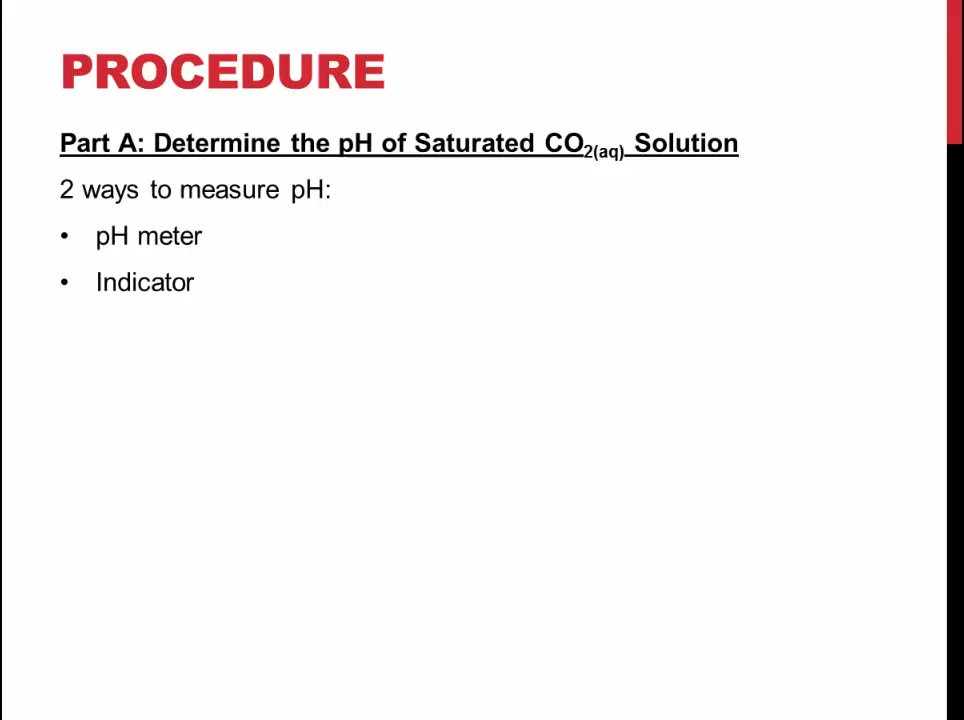 PROCEDURE
Part A: Determine the pH of Saturated CO2(aq) Solution
2 ways to measure pH:
• pH meter
• Indicator